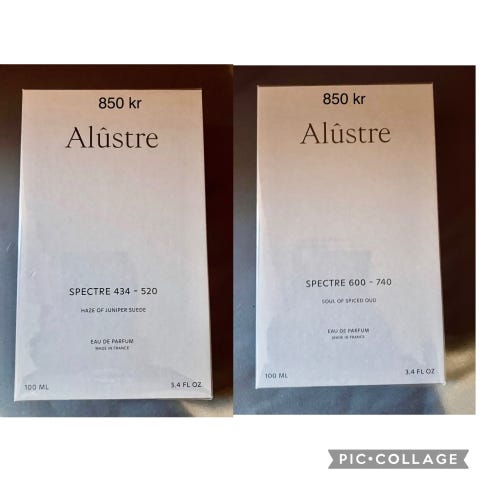 850 kr
Alûstre
SPECTRE 434 - 520
HAZE OF JUNIPER SUEDE
EAU DE PARFUM
MADE IN FRANCE
100 ML
3.4 FL OZ
850 kr
Alûstre
SPECTRE 600 - 740
SOUL OF SPICED OUD
EAU DE PARFUM
MADE IN FRANCE
100 ML
3.4 FL OZ
PIC•COLLAGE